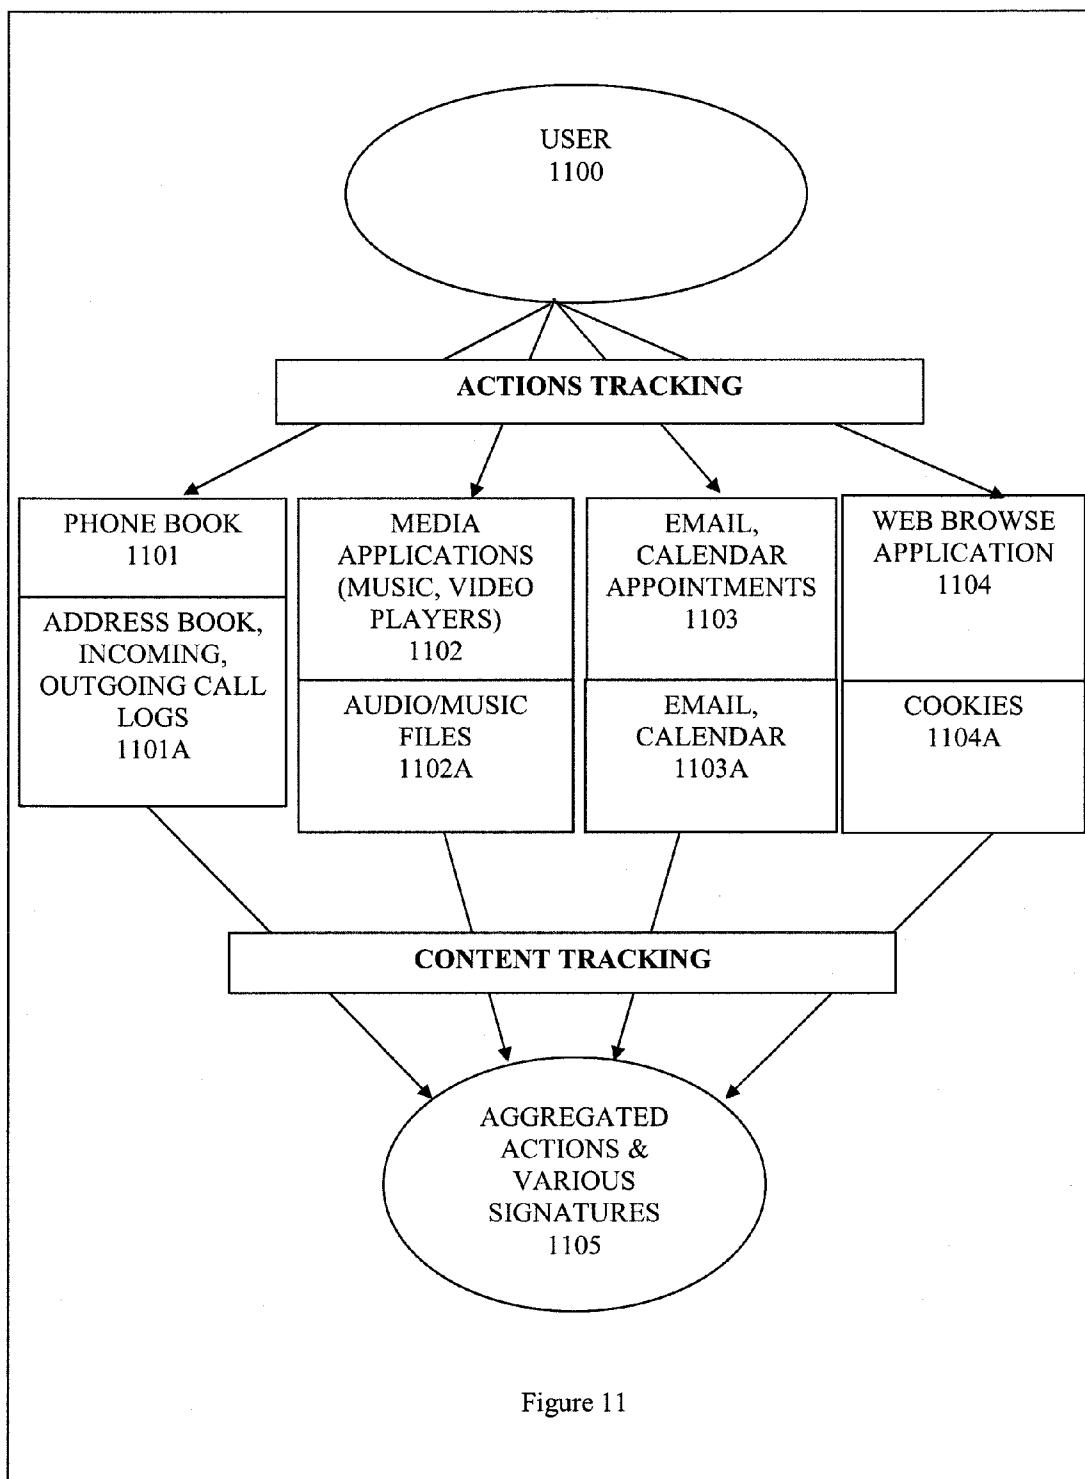 USER
1100
ACTIONS TRACKING
PHONE BOOK
1101
ADDRESS BOOK,
INCOMING,
OUTGOING CALL
LOGS
1101A
MEDIA
APPLICATIONS
(MUSIC, VIDEO
PLAYERS)
1102
AUDIO/MUSIC
FILES
1102A
EMAIL,
CALENDAR
APPOINTMENTS
1103
EMAIL,
CALENDAR
1103A
WEB BROWSE
APPLICATION
1104
COOKIES
1104A
CONTENT TRACKING
AGGREGATED
ACTIONS &
VARIOUS
SIGNATURES
1105
Figure 11